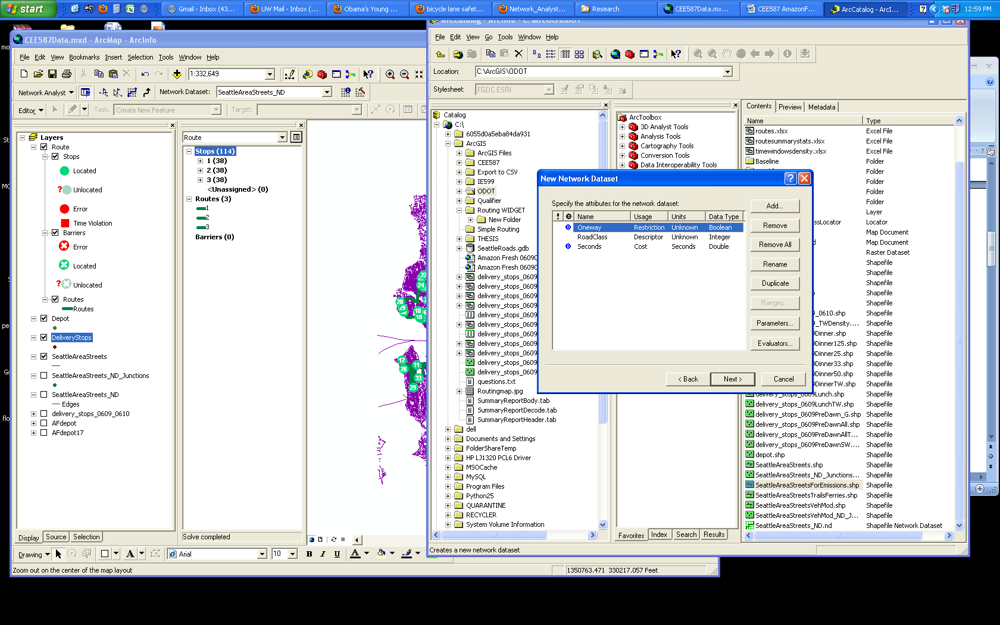 start
Gmail - Inbox (43...
UW Mail - Inbox (...
Obama's Young ...
bicycle lane safet...
Network_Analyst...
Research
CEE587Data.mx...
CEE587 AmazonF...
ArcCatalog - ArcI...
12:59 PM
CEE587Data.mxd - ArcMap - ArcInfo
File Edit View Bookmarks Insert Selection Tools Window Help
1:332,649
Network Analyst
Network Dataset:
SeattleAreaStreets_ND
Editor
Task:
Create New Feature
Target:
Layers
Route
Stops
Located
Unlocated
Error
Time Violation
Barriers
Error
Located
Unlocated
Routes
Routes
Depot
DeliveryStops
SeattleAreaStreets
SeattleAreaStreets_ND_Junctions
SeattleAreaStreets_ND
Edges
delivery_stops_0609_0610
AFdepot
AFdepot17
Display Source Selection
Route
Stops (114)
1 (38)
2 (38)
3 (38)
<Unassigned> (0)
Routes (3)
1
2
3
Barriers (0)
Solve completed
Drawing
Arial
10
B I U A
Zoom out on the center of the map layout
1350763.471 330217.057 Feet
ArcCatalog - ArcInfo - C:\ArcGIS\ODOT
File Edit View Go Tools Window Help
Location:
C:\ArcGIS\ODOT
Stylesheet:
FGDC ESRI
Catalog
C:\
6055d0a5eba84da931
ArcGIS
ArcGIS Files
CEE587
Export to CSV
IE599
ODOT
Qualifier
Routing WIDGET
New Folder
Simple Routing
THESIS
SeattleRoads.gdb
Amazon Fresh 0609
Amazon Fresh 0609
delivery_stops_0609
delivery_stops_0609
delivery_stops_0609
delivery_stops_0609
delivery_stops_0609
delivery_stops_0609
delivery_stops_0609
delivery_stops_0609
delivery_stops_0609
delivery_stops_0609
delivery_stops_0609
questions.txt
Routingmap.jpg
SummaryReportBody.tab
SummaryReportDecode.tab
SummaryReportHeader.tab
dell
Documents and Settings
FolderShareTemp
HP LJ1320 PCL6 Driver
MSOCache
MySQL
Program Files
Python25
QUARANTINE
RECYCLER
System Volume Information
ArcToolbox
3D Analyst Tools
Analysis Tools
Cartography Tools
Conversion Tools
Data Interoperability Tools
Favorites Index Search Results
Contents Preview Metadata
Name Type
routes.xlsx Excel File
routesummarystats.xlsx Excel File
timewindowsdensity.xlsx Excel File
Baseline Folder
Folder
Folder
Folder
Folder
Layer
essLocator Locator
Map Document
d Map Document
Raster Dataset
Shapefile
Shapefile
Shapefile
p Shapefile
p Shapefile
9_0610.shp Shapefile
9_TWDensity.... Shapefile
9Dinner.shp Shapefile
9Dinner125.shp Shapefile
9Dinner25.shp Shapefile
9Dinner33.shp Shapefile
9Dinner50.shp Shapefile
9DinnerTW.shp Shapefile
delivery_stops_0609Lunch.shp Shapefile
delivery_stops_0609LunchTW.shp Shapefile
delivery_stops_0609PreDawn_G.shp Shapefile
delivery_stops_0609PreDawnAll.shp Shapefile
delivery_stops_0609PreDawnAllT... Shapefile
delivery_stops_0609PreDawnSW.... Shapefile
depot.shp Shapefile
SeattleAreaStreets.shp Shapefile
SeattleAreaStreets_ND_Junctions... Shapefile
SeattleAreaStreetsForEmissions.shp Shapefile
SeattleAreaStreetsTrailsFerries.shp Shapefile
SeattleAreaStreetsVehMod.shp Shapefile
SeattleAreaStreetsVehMod_ND_J... Shapefile
SeattleAreaStreets_ND.nd Shapefile Network Dataset
Creates a new network dataset
New Network Dataset
Specify the attributes for the network dataset:
! Name Usage Units Data Type
Oneway Restriction Unknown Boolean
RoadClass Descriptor Unknown Integer
Seconds Cost Seconds Double
Add...
Remove
Remove All
Rename
Duplicate
Ranges...
Parameters...
Evaluators...
< Back Next > Cancel